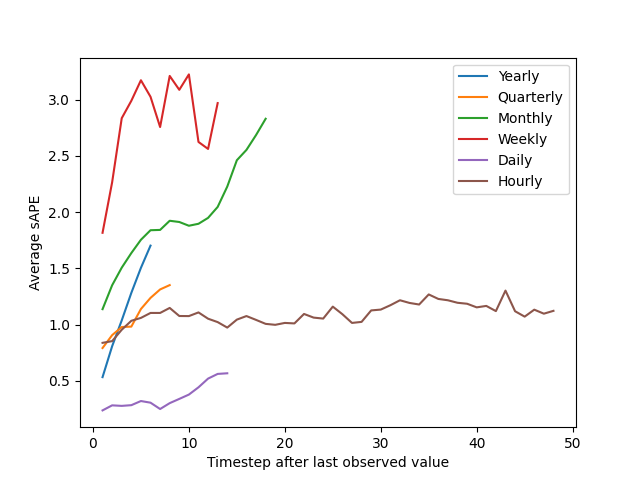 3.0
2.5
2.0
1.5
1.0
0.5
Average sAPE
0
10
20
30
40
50
Timestep after last observed value
Yearly
Quarterly
Monthly
Weekly
Daily
Hourly